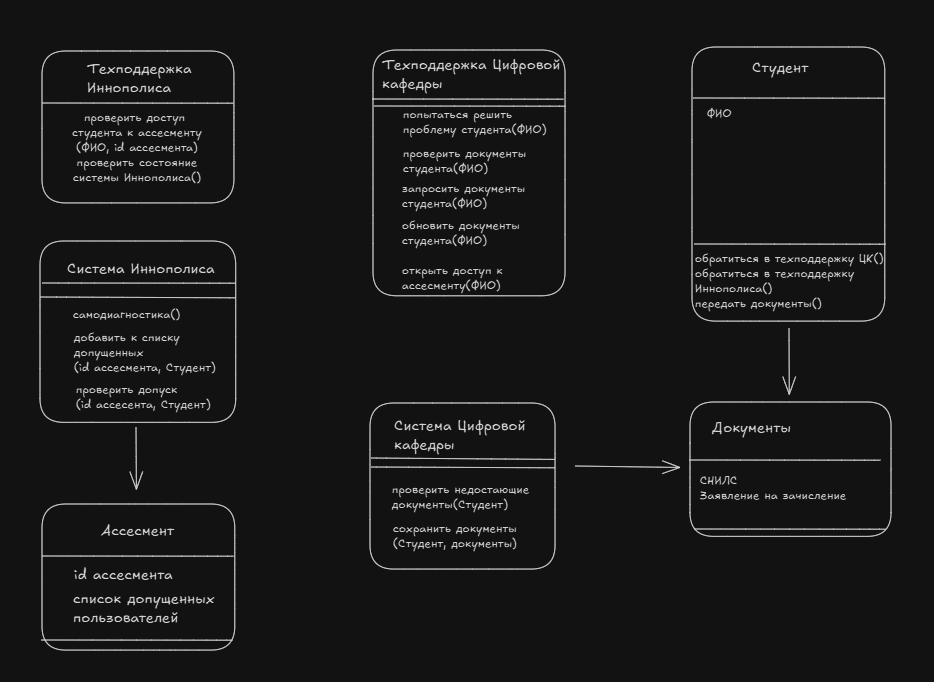 Техподдержка
Иннополиса
проверить доступ
студента к ассесменту
(ФИО, id ассесмента)
проверить состояние
системы Иннополиса()
Система Иннополиса
самодиагностика()
добавить к списку
допущенных
(id ассесмента, Студент)
проверить допуск
(id ассесента, Студент)
Ассесмент
id ассесмента
список допущенных
пользователей
Техподдержка Цифровой
кафедры
попытаться решить
проблему студента(ФИО)
проверить документы
студента(ФИО)
запросить документы
студента(ФИО)
обновить документы
студента(ФИО)
открыть доступ к
ассесменту(ФИО)
Система Цифровой
кафедры
проверить недостающие
документы(Студент)
сохранить документы
(Студент, документы)
Студент
ФИО
обратиться в техподдержку ЦК()
обратиться в техподдержку
Иннополиса()
передать документы()
Документы
СНИЛС
Заявление на зачисление